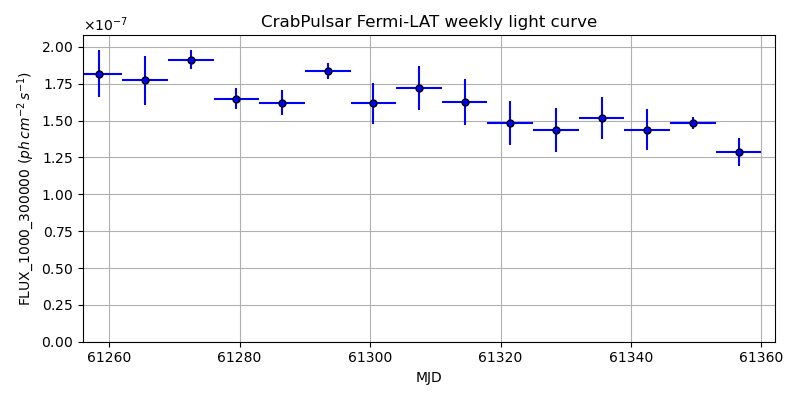 CrabPulsar Fermi-LAT weekly light curve
×10⁻⁷
2.00
1.75
1.50
1.25
1.00
0.75
0.50
0.25
0.00
FLUX_1000_300000 (ph cm⁻² s⁻¹)
61260 61280 61300 61320 61340 61360
MJD